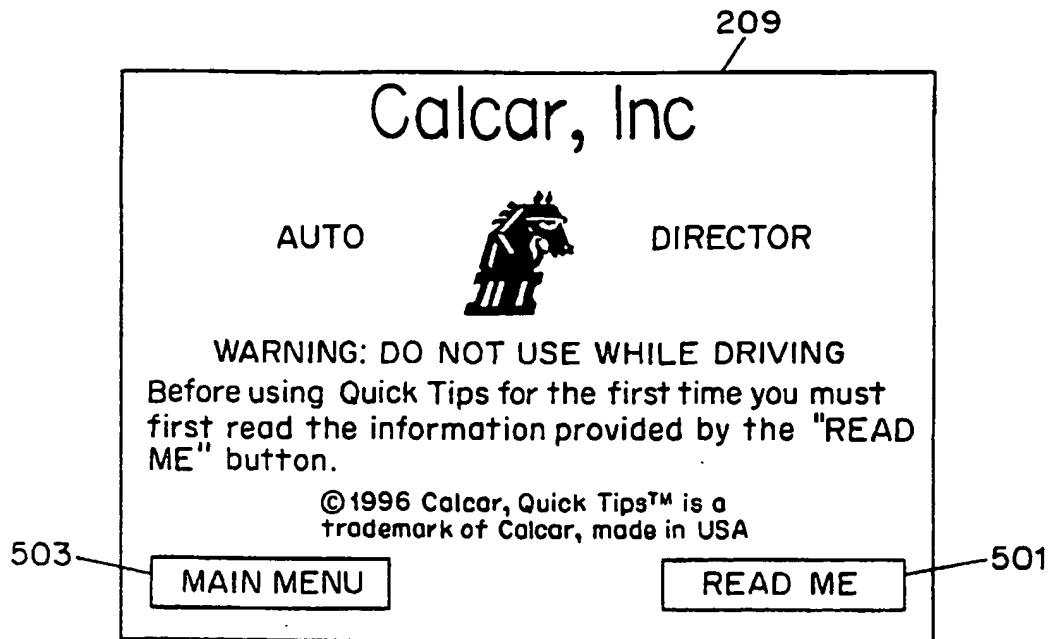 209
Calcar, Inc
AUTO DIRECTOR
WARNING: DO NOT USE WHILE DRIVING
Before using Quick Tips for the first time you must
first read the information provided by the "READ
ME" button.
©1996 Calcar, Quick Tips™ is a
trademark of Calcar, made in USA
503 MAIN MENU READ ME 501